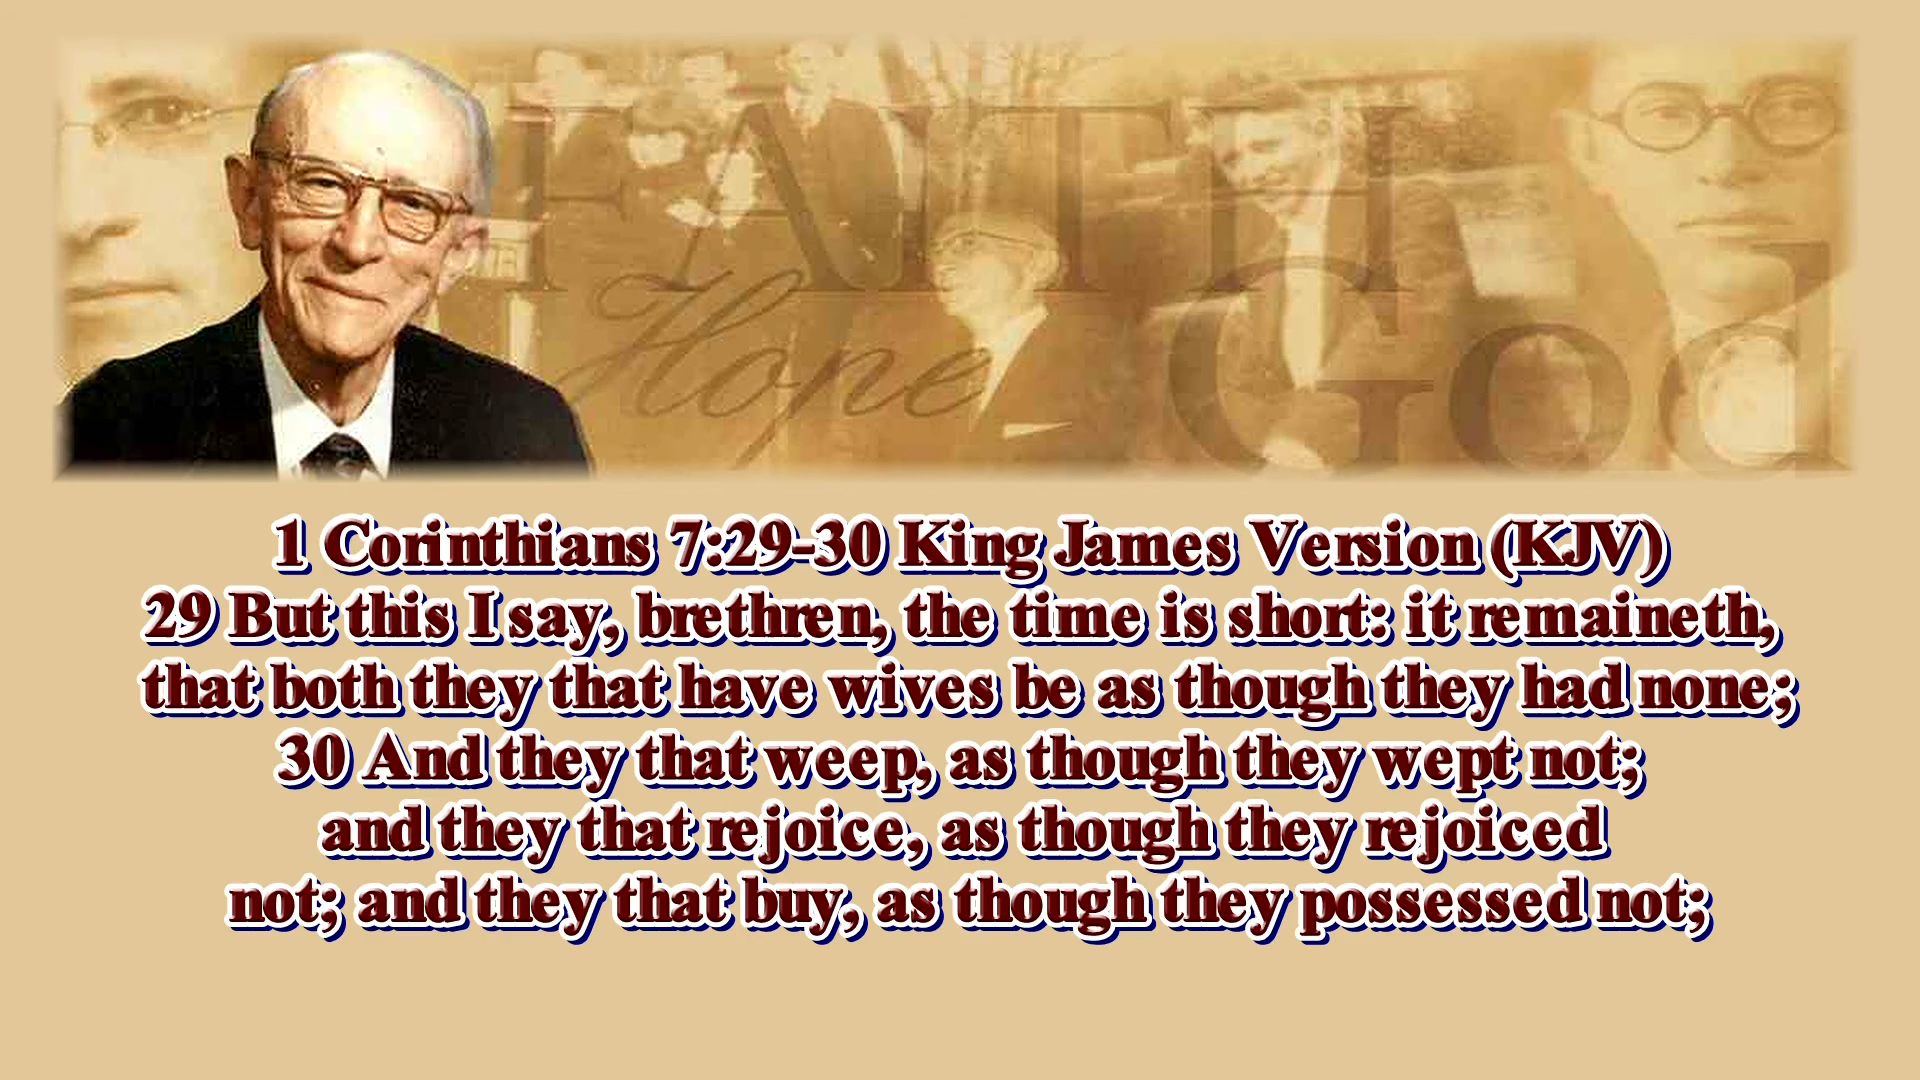 FAITH
Hope
God
1 Corinthians 7:29-30 King James Version (KJV)
29 But this I say, brethren, the time is short: it remaineth,
that both they that have wives be as though they had none;
30 And they that weep, as though they wept not;
and they that rejoice, as though they rejoiced
not; and they that buy, as though they possessed not;